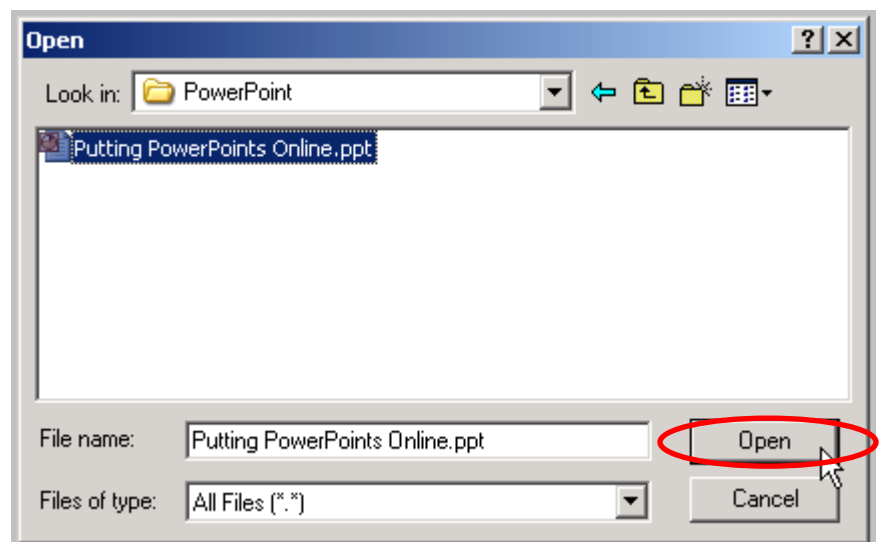 Open
Look in: PowerPoint
Putting PowerPoints Online.ppt
File name: Putting PowerPoints Online.ppt Open
Files of type: All Files (*.*) Cancel